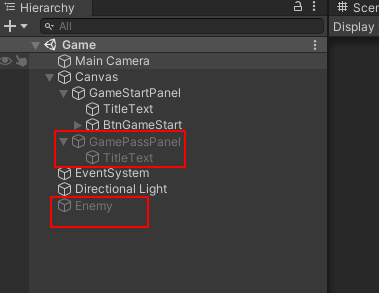 Hierarchy
All
Game
Main Camera
Canvas
GameStartPanel
TitleText
BtnGameStart
GamePassPanel
TitleText
EventSystem
Directional Light
Enemy
Scen
Display